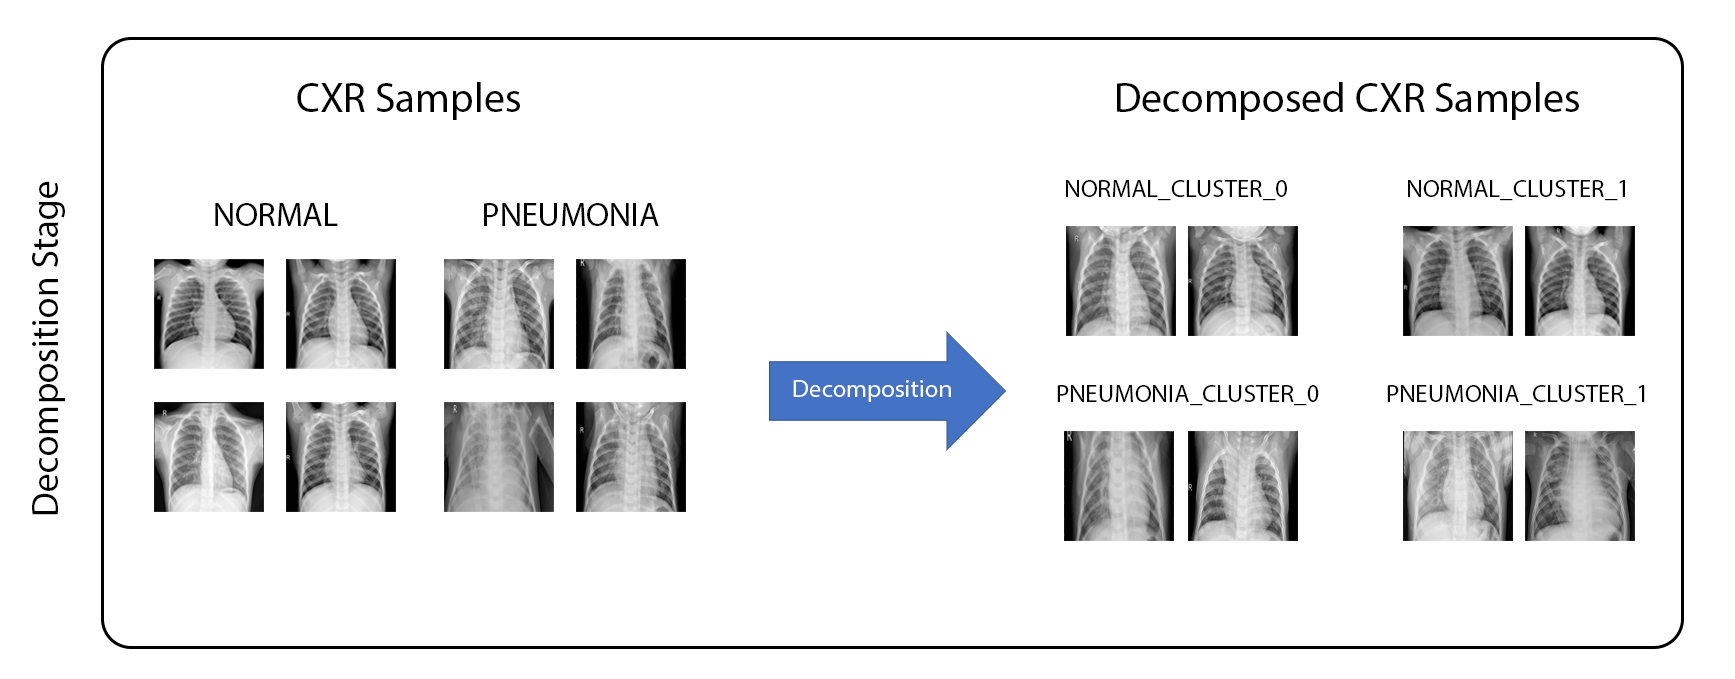 Decomposition Stage
CXR Samples
NORMAL
PNEUMONIA
R
R
R
R
R
R
R
Decomposition
Decomposed CXR Samples
NORMAL_CLUSTER_0
NORMAL_CLUSTER_1
R
R
R
PNEUMONIA_CLUSTER_0
PNEUMONIA_CLUSTER_1
R
R